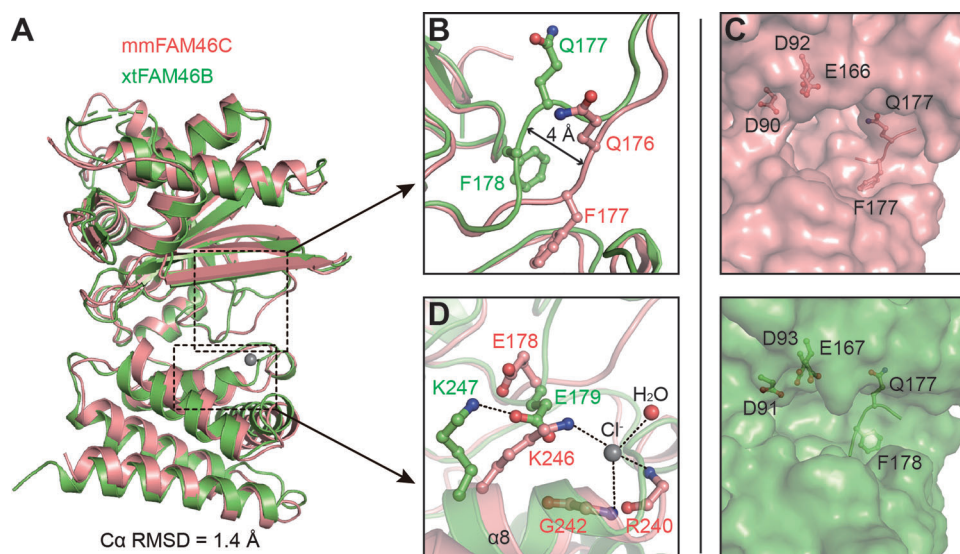 A
mmFAM46C
xtFAM46B
Cα RMSD = 1.4 Å
B
Q177
4 Å
Q176
F178
F177
C
D92
E166
Q177
D90
F177
D
E178
K247
E179
H₂O
Cl⁻
K246
G242
R240
α8
D93
E167
Q177
D91
F178